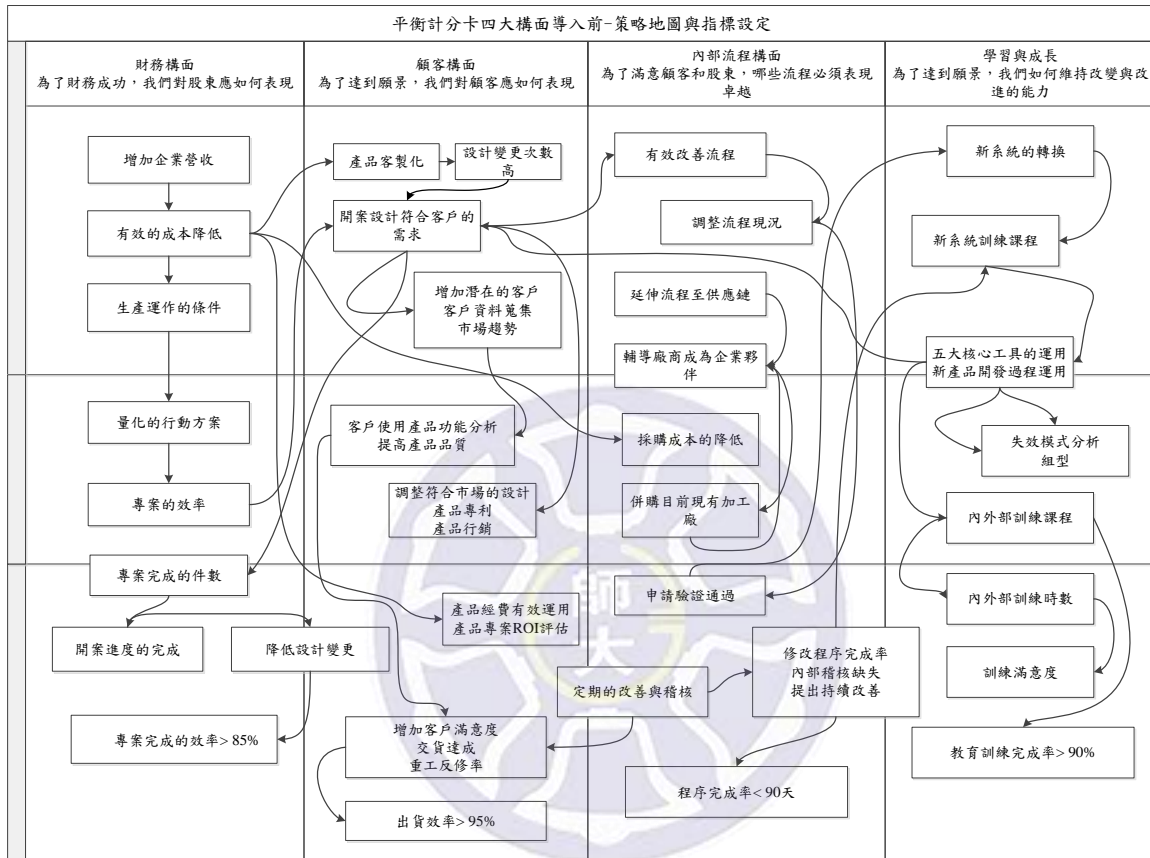 平衡計分卡四大構面導入前-策略地圖與指標設定
財務構面
為了財務成功，我們對股東應如何表現
顧客構面
為了達到願景，我們對顧客應如何表現
內部流程構面
為了滿意顧客和股東，哪些流程必須表現
卓越
學習與成長
為了達到願景，我們如何維持改變與改
進的能力
增加企業營收
有效的成本降低
生產運作的條件
量化的行動方案
專案的效率
專案完成的件數
開案進度的完成
降低設計變更
專案完成的效率> 85%
產品客製化
設計變更次數
高
開案設計符合客戶的
需求
增加潛在的客戶
客戶資料蒐集
市場趨勢
客戶使用產品功能分析
提高產品品質
調整符合市場的設計
產品專利
產品行銷
產品經費有效運用
產品專案ROI評估
增加客戶滿意度
交貨達成
重工反修率
出貨效率> 95%
有效改善流程
調整流程現況
延伸流程至供應鏈
輔導廠商成為企業夥
伴
採購成本的降低
併購目前現有加工
廠
申請驗證通過
定期的改善與稽核
修改程序完成率
內部稽核缺失
提出持續改善
程序完成率< 90天
新系統的轉換
新系統訓練課程
五大核心工具的運用
新產品開發過程運用
失效模式分析
組型
內外部訓練課程
內外部訓練時數
訓練滿意度
教育訓練完成率> 90%
師
大